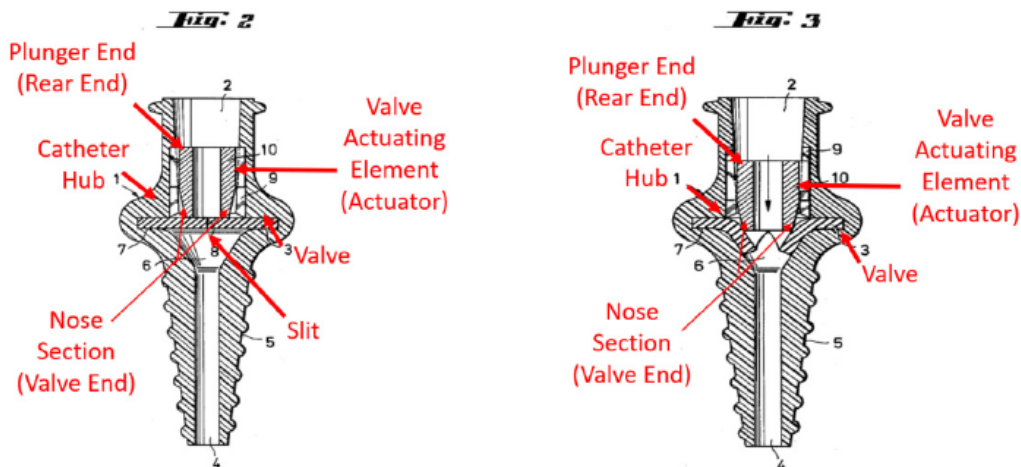 Fig. 2
Plunger End
(Rear End)
2
Valve
Actuating
Element
(Actuator)
Catheter
Hub
1
10
9
7
6
8
3
Valve
Slit
Nose
Section
(Valve End)
5
4
Fig. 3
Plunger End
(Rear End)
2
Valve
Actuating
Element
(Actuator)
Catheter
Hub
1
9
10
7
6
8
3
Valve
Nose
Section
(Valve End)
5
4